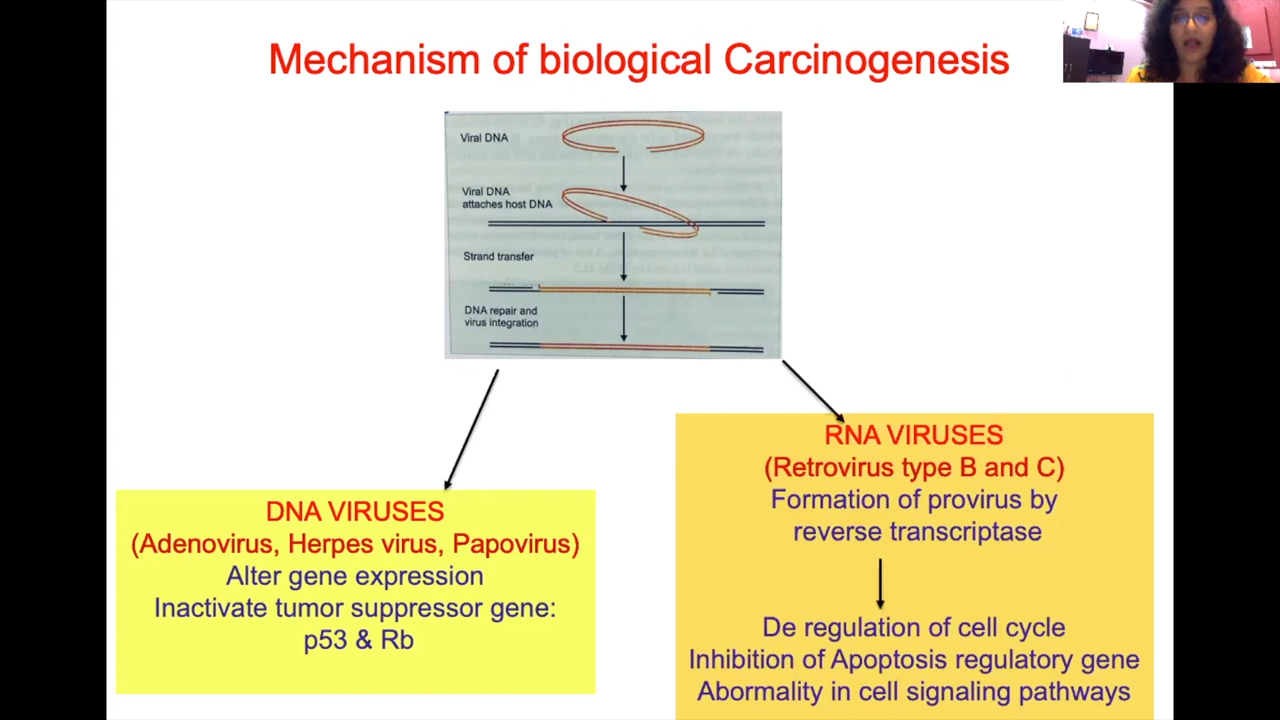 Mechanism of biological Carcinogenesis
Viral DNA
Viral DNA
attaches host DNA
Strand transfer
DNA repair and
virus integration
DNA VIRUSES
(Adenovirus, Herpes virus, Papovirus)
Alter gene expression
Inactivate tumor suppressor gene:
p53 & Rb
RNA VIRUSES
(Retrovirus type B and C)
Formation of provirus by
reverse transcriptase
De regulation of cell cycle
Inhibition of Apoptosis regulatory gene
Abormality in cell signaling pathways